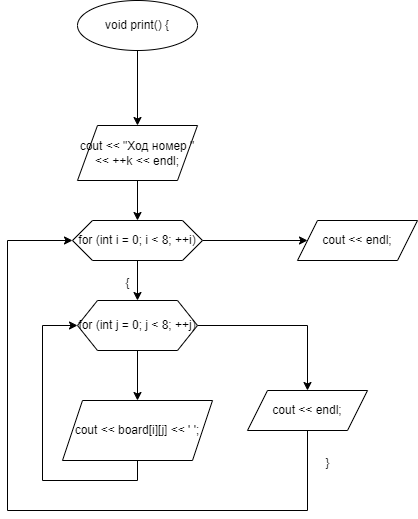 void print() {
cout << "Ход номер "
<< ++k << endl;
for (int i = 0; i < 8; ++i)
cout << endl;
{
for (int j = 0; j < 8; ++j)
cout << board[i][j] << ' ';
cout << endl;
}